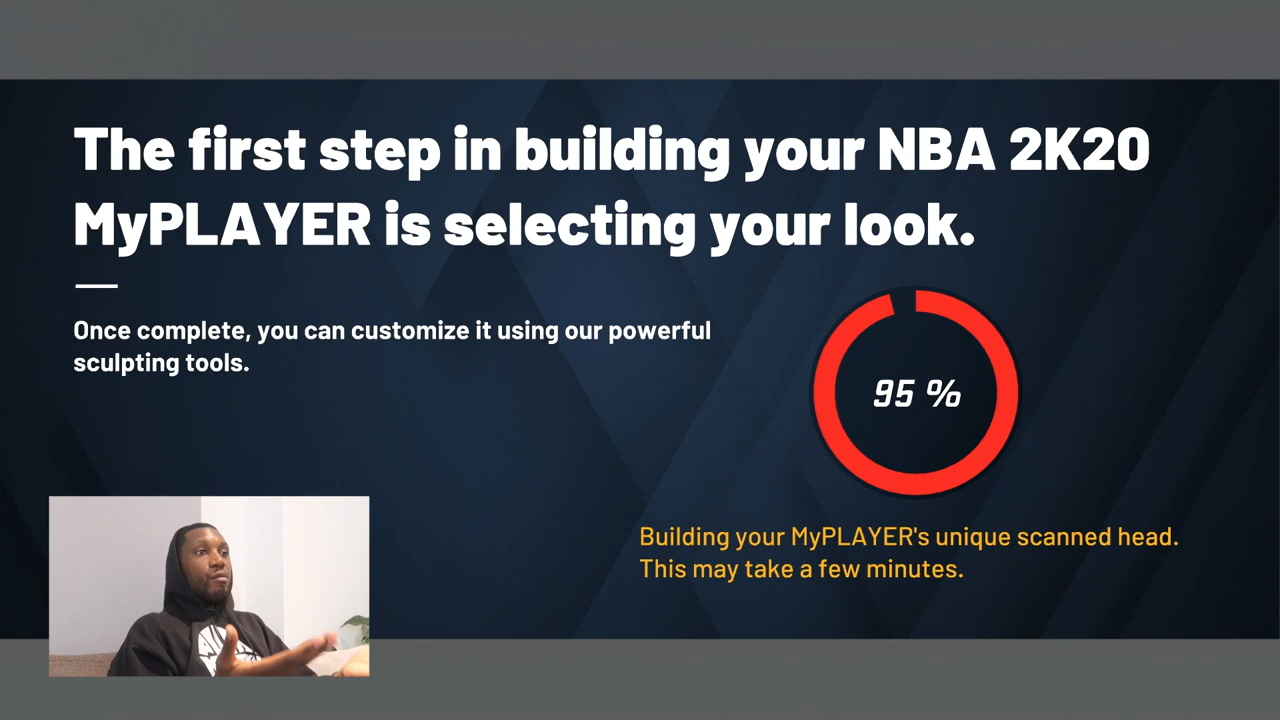 The first step in building your NBA 2K20
MyPLAYER is selecting your look.
Once complete, you can customize it using our powerful
sculpting tools.
95 %
Building your MyPLAYER's unique scanned head.
This may take a few minutes.